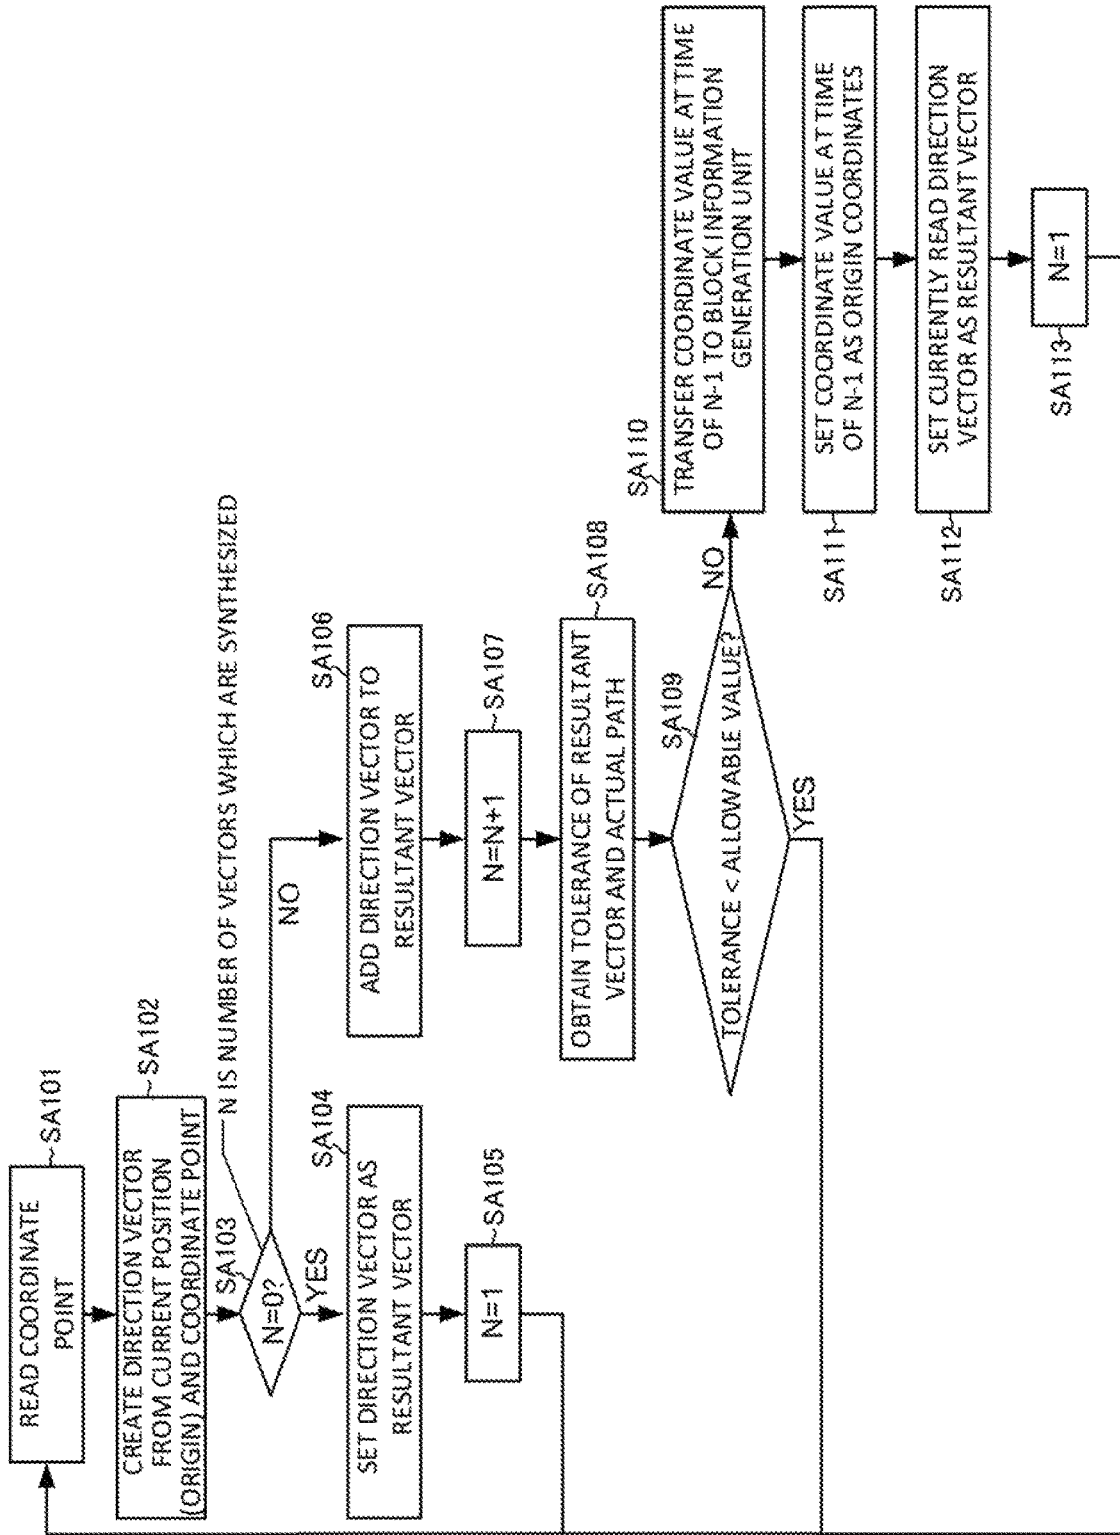 READ COORDINATE
POINT
SA101
CREATE DIRECTION VECTOR
FROM CURRENT POSITION
(ORIGIN) AND COORDINATE POINT
SA102
SA103
N IS NUMBER OF VECTORS WHICH ARE SYNTHESIZED
N=0?
YES
NO
SA104
SET DIRECTION VECTOR AS
RESULTANT VECTOR
N=1
SA105
SA106
ADD DIRECTION VECTOR TO
RESULTANT VECTOR
N=N+1
SA107
OBTAIN TOLERANCE OF RESULTANT
VECTOR AND ACTUAL PATH
SA108
SA109
TOLERANCE < ALLOWABLE VALUE?
YES
NO
SA110
TRANSFER COORDINATE VALUE AT TIME
OF N-1 TO BLOCK INFORMATION
GENERATION UNIT
SA111
SET COORDINATE VALUE AT TIME
OF N-1 AS ORIGIN COORDINATES
SA112
SET CURRENTLY READ DIRECTION
VECTOR AS RESULTANT VECTOR
SA113
N=1